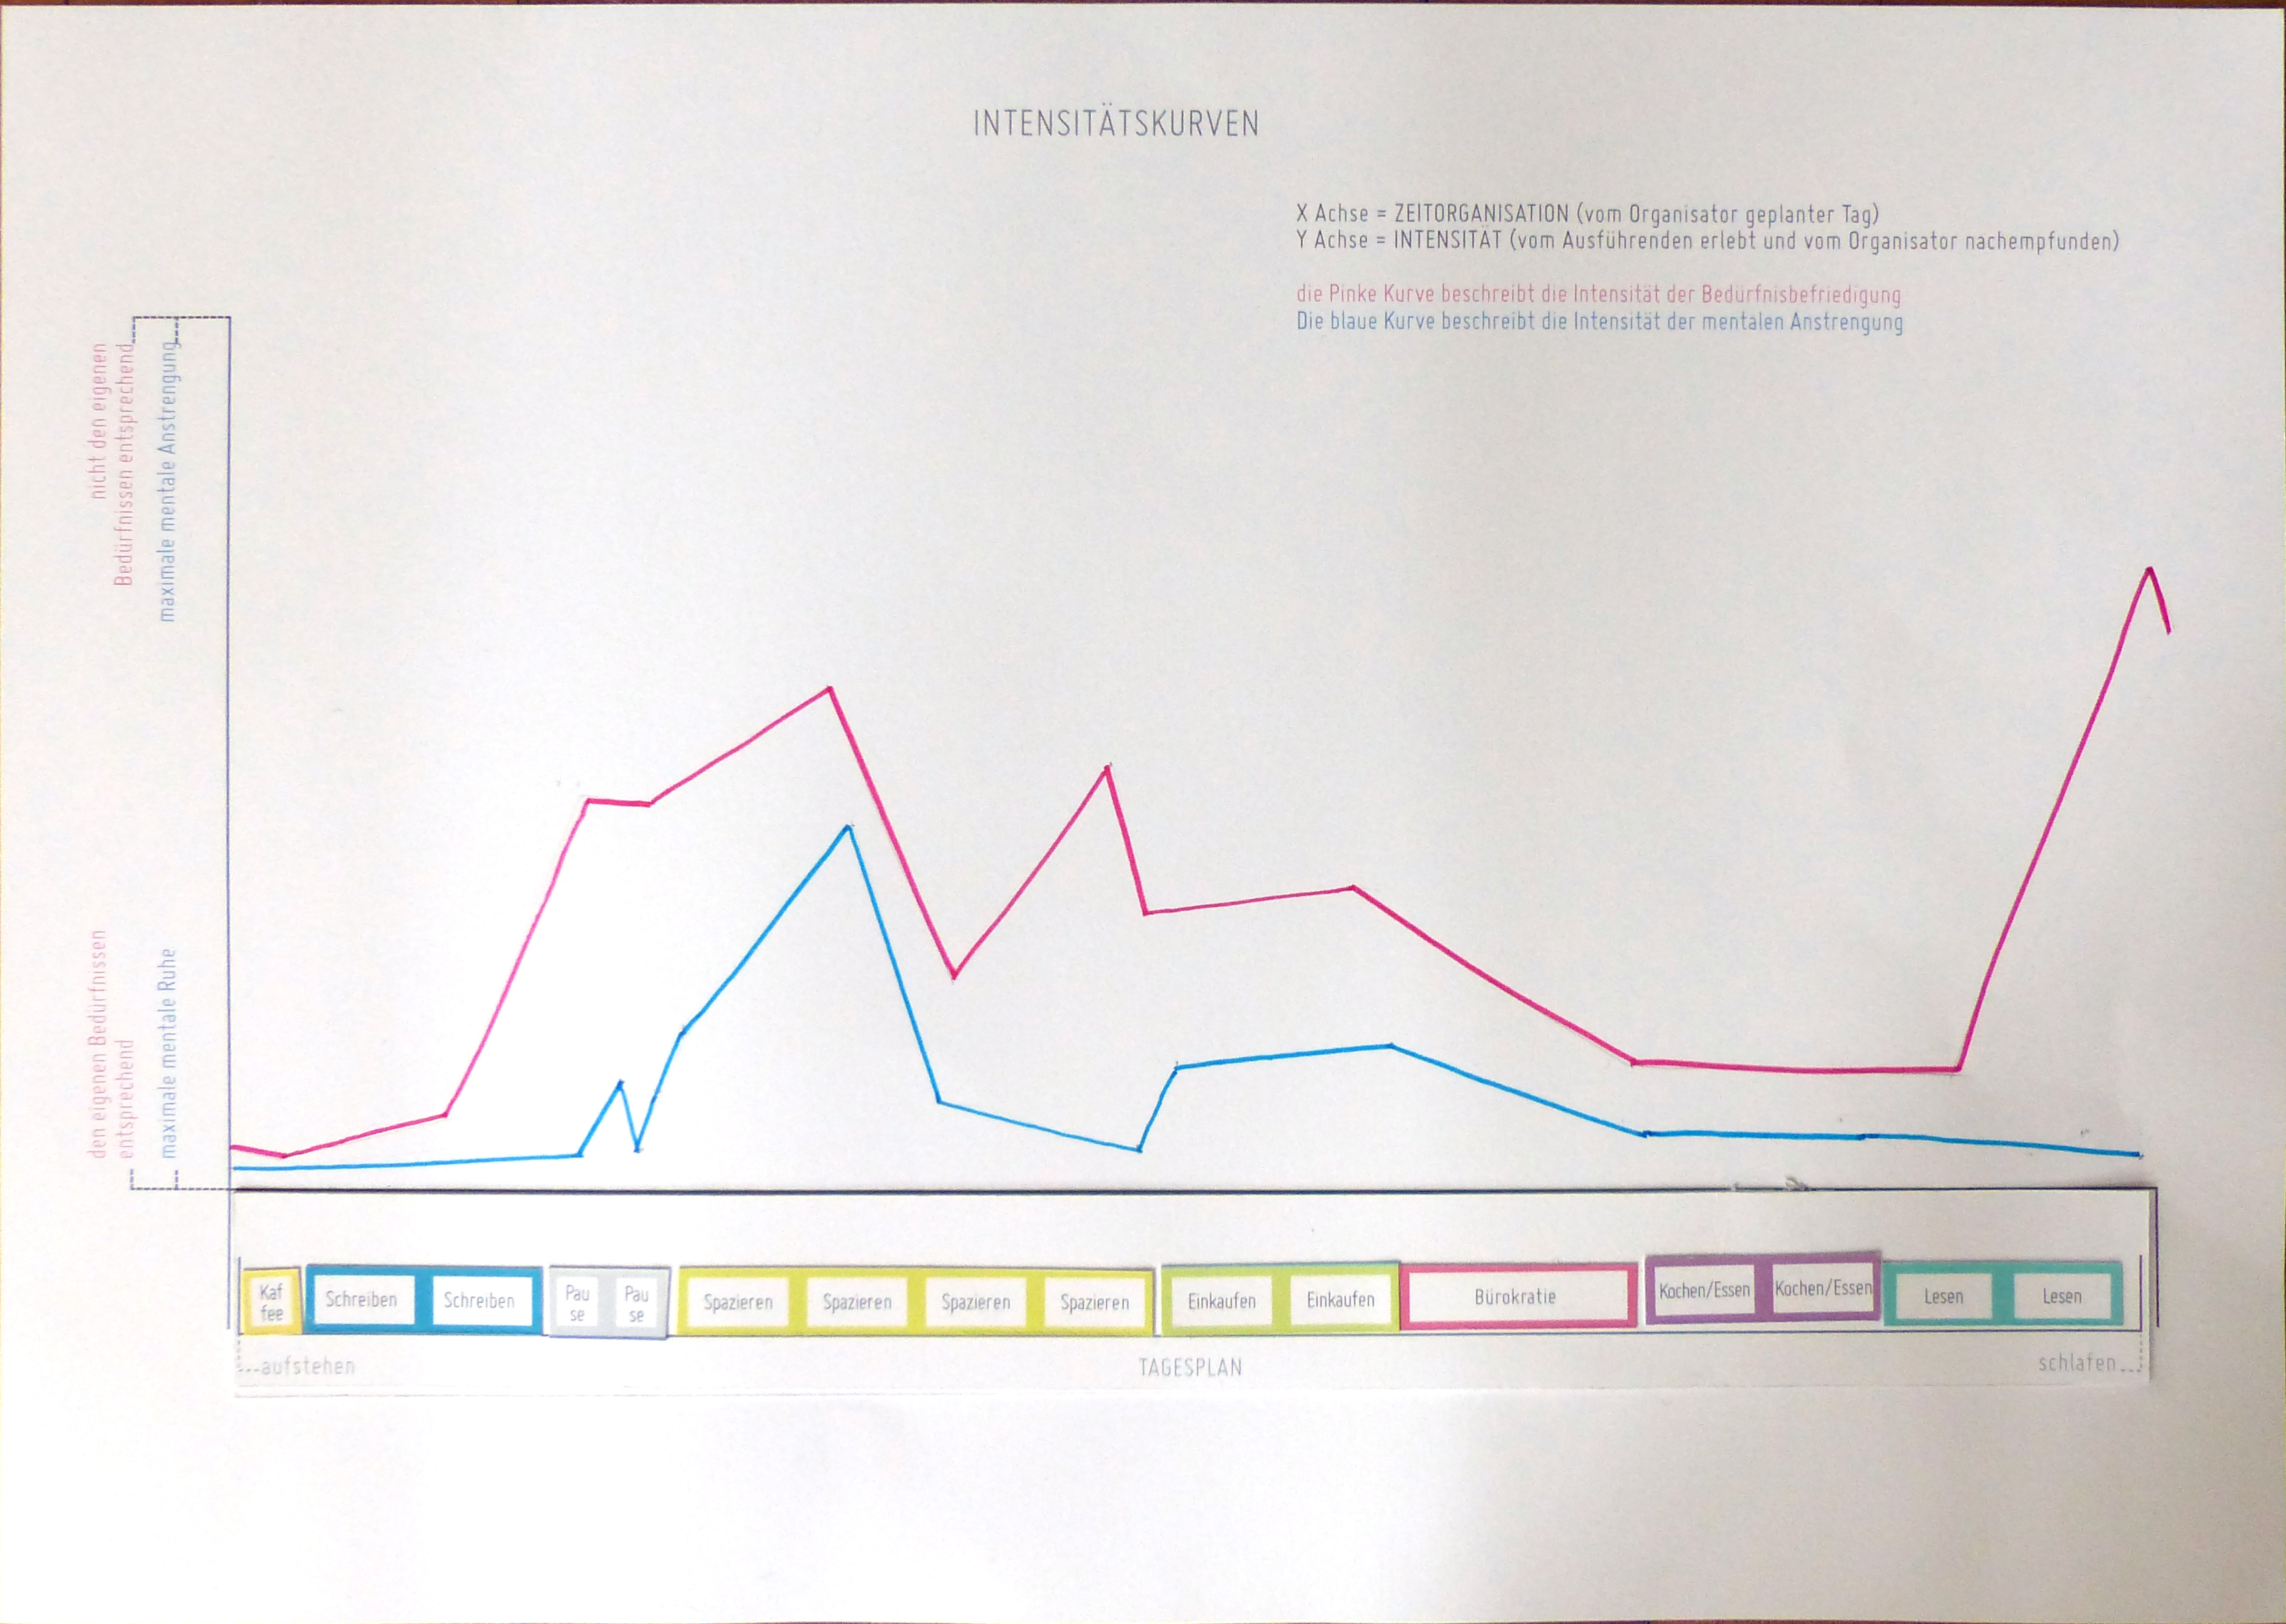 INTENSITÄTSKURVEN
X Achse = ZEITORGANISATION (vom Organisator geplanter Tag)
Y Achse = INTENSITÄT (vom Ausführenden erlebt und vom Organisator nachempfunden)
die Pinke Kurve beschreibt die Intensität der Bedürfnisbefriedigung
Die blaue Kurve beschreibt die Intensität der mentalen Anstrengung
nicht den eigenen
Bedürfnissen entsprechend
maximale mentale Anstrengung
den eigenen Bedürfnissen
entsprechend
maximale mentale Ruhe
Kaf
fee
Schreiben
Schreiben
Pau
se
Pau
se
Spazieren
Spazieren
Spazieren
Spazieren
Einkaufen
Einkaufen
Bürokratie
Kochen/Essen
Kochen/Essen
Lesen
Lesen
aufstehen
TAGESPLAN
schlafen